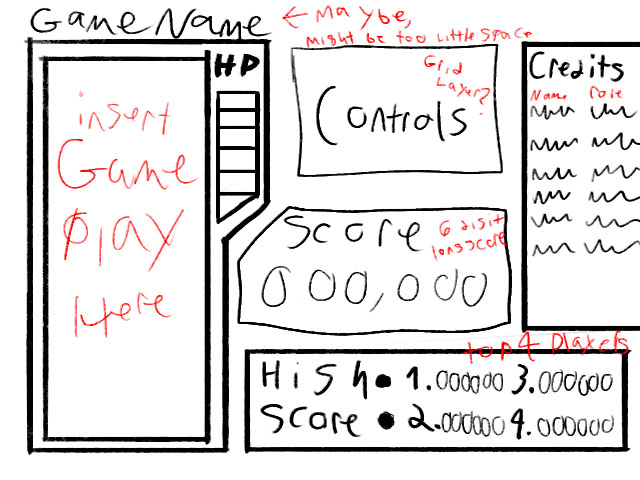 Game Name ← Maybe,
might be too little space
HP
insert
Game
play
Here
Grid
Layer?
Controls
Credits
Name Role
Score
6 digit
long score
000,000
top 4 players
High • 1.000000 3.000000
Score • 2.000000 4.000000